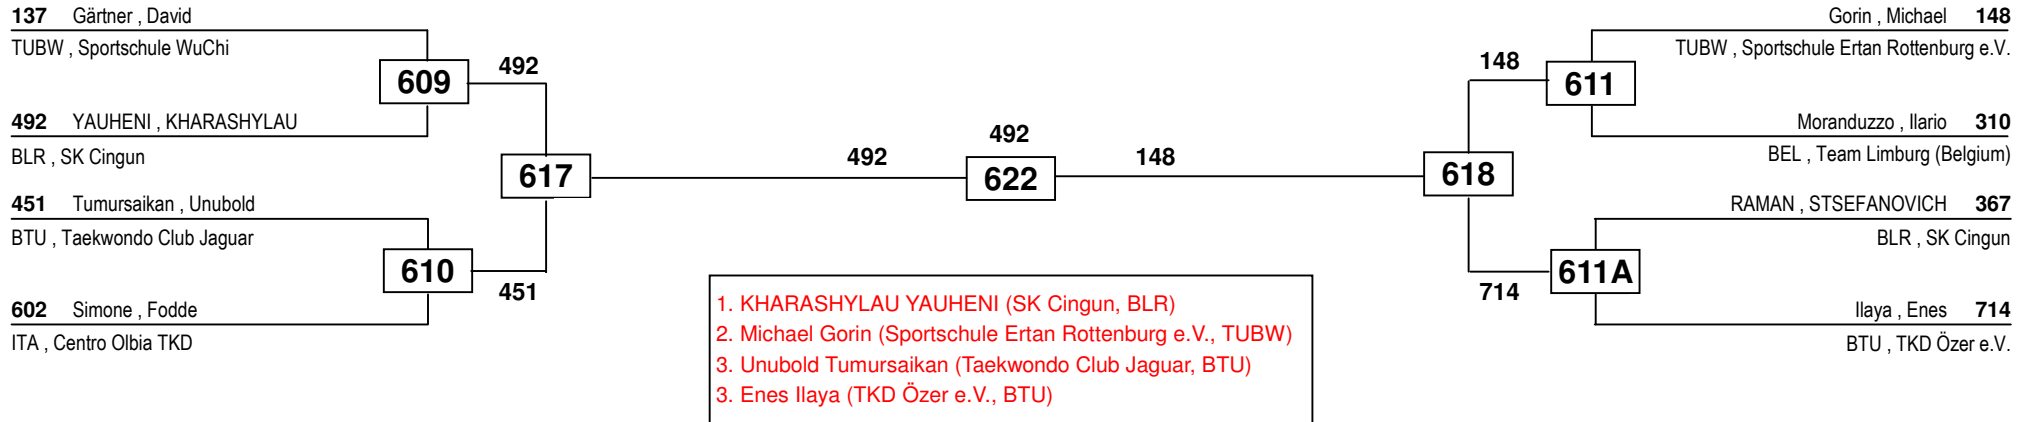 137 Gärtner , David
TUBW , Sportschule WuChi
609
492
492 YAUHENI , KHARASHYLAU
BLR , SK Cingun
617
451 Tumursaikan , Unubold
BTU , Taekwondo Club Jaguar
610
451
602 Simone , Fodde
ITA , Centro Olbia TKD
492
492
622
148
Gorin , Michael 148
TUBW , Sportschule Ertan Rottenburg e.V.
148
611
Moranduzzo , Ilario 310
BEL , Team Limburg (Belgium)
618
RAMAN , STSEFANOVICH 367
BLR , SK Cingun
611A
714
Ilaya , Enes 714
BTU , TKD Özer e.V.
1. KHARASHYLAU YAUHENI (SK Cingun, BLR)
2. Michael Gorin (Sportschule Ertan Rottenburg e.V., TUBW)
3. Unubold Tumursaikan (Taekwondo Club Jaguar, BTU)
3. Enes Ilaya (TKD Özer e.V., BTU)